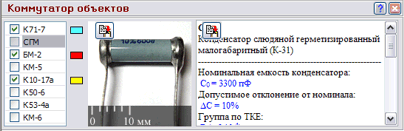 Коммутатор объектов
К71-7
СГМ
БМ-2
КМ-5
К10-17а
К50-6
К53-4а
КМ-6
0 10 мм
Конденсатор слюдяной герметизированный
малогабаритный (К-31)
Номинальная емкость конденсатора:
C₀ = 3300 пФ
Допустимое отклонение от номинала:
ΔC = 10%
Группа по ТКЕ: